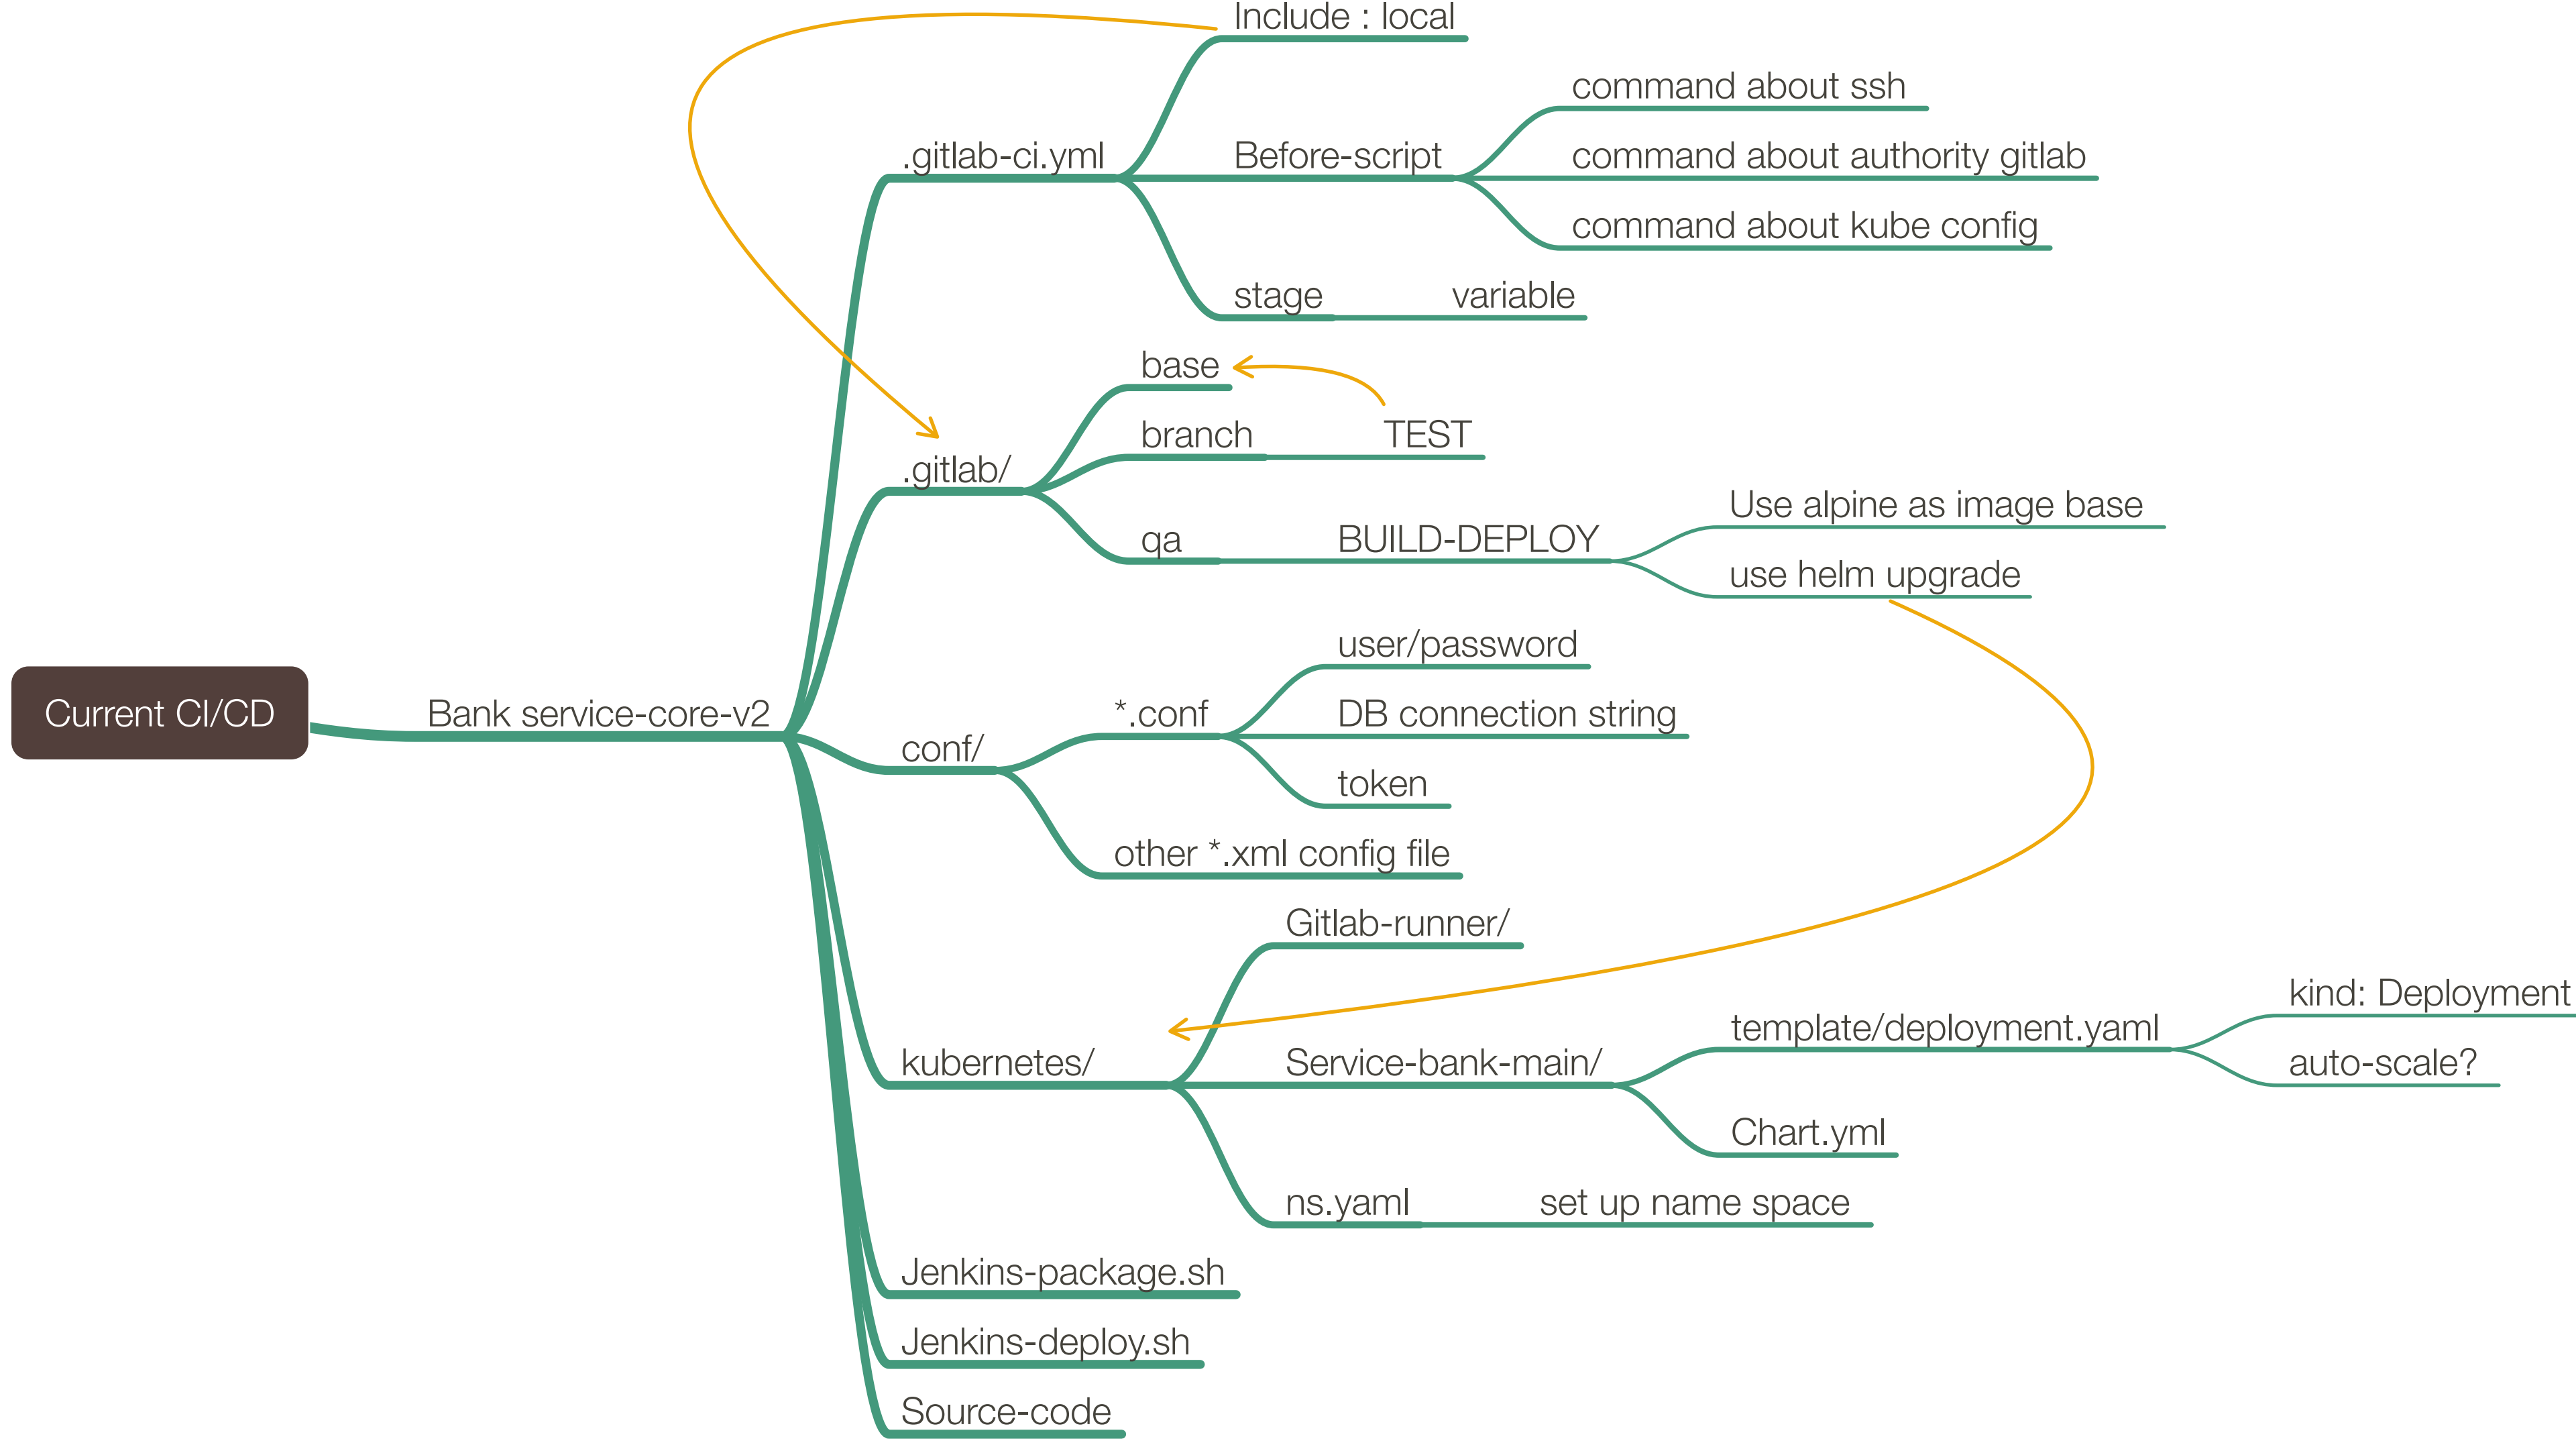 Include : local
command about ssh
.gitlab-ci.yml
Before-script
command about authority gitlab
command about kube config
stage
variable
base
branch
TEST
.gitlab/
Use alpine as image base
qa
BUILD-DEPLOY
use helm upgrade
user/password
Current CI/CD
Bank service-core-v2
*.conf
DB connection string
conf/
token
other *.xml config file
Gitlab-runner/
kind: Deployment
template/deployment.yaml
kubernetes/
Service-bank-main/
auto-scale?
Chart.yml
ns.yaml
set up name space
Jenkins-package.sh
Jenkins-deploy.sh
Source-code